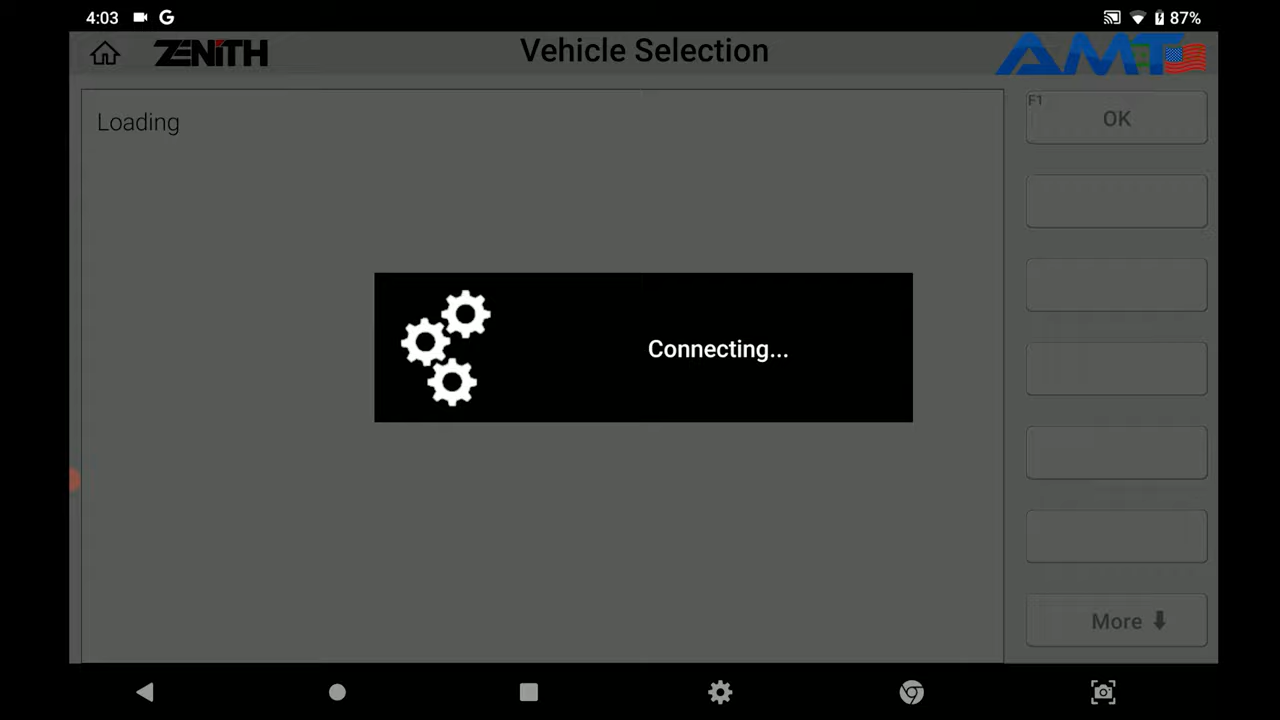 4:03 G 87%
ZENITH Vehicle Selection AMT
Loading
F1
OK
Connecting...
More